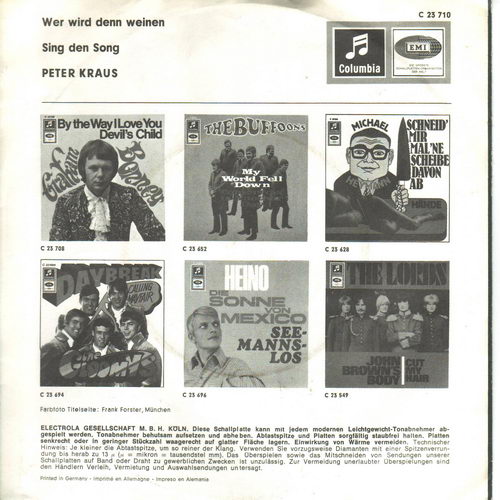 Wer wird denn weinen
Sing den Song
PETER KRAUS
C 23 710
Columbia
EMI
By the Way I Love You
Devil's Child
Graham Bonney
C 23 708
THE BUFFOONS
My
World Fell
Down
C 23 652
MICHAEL
HEYMANN
SCHNEID'
MIR
MAL'NE
SCHEIBE
DAVON
AB
HÄNDE
C 23 628
DAYBREAK
CALLING
MAYFAIR
C 23 694
HEINO
DIE
SONNE
VON
MEXICO
SEE-
MANNS-
LOS
C 23 696
THE LORDS
JOHN
BROWN'S
BODY
CUT
MY
HAIR
C 23 549
Farbfoto Titelseite: Frank Forster, München
ELECTROLA GESELLSCHAFT M. B. H. KÖLN. Diese Schallplatte kann mit jedem modernen Leichtgewicht-Tonabnehmer ab-
gespielt werden. Tonabnehmer behutsam aufsetzen und abheben. Abtastspitze und Platten sorgfältig staubfrei halten. Platten
senkrecht oder in geringer Stückzahl waagerecht auf glatter Fläche lagern. Einwirkung von Wärme vermeiden. Technischer
Hinweis: Je kleiner die Abtastspitze, um so reiner der Klang. Verwenden Sie vorzugsweise Diamanten mit einer Spitzenverrun-
dung bis herab zu 13 µ (µ = mikron = tausendstel mm). Das Überspielen sowie das Mitschneiden von Sendungen unserer
Schallplatten auf Band oder Draht zu gewerblichen Zwecken ist unzulässig. Zur Vermeidung unerlaubter Überspielungen sind
den Händlern Verleih, Vermietung und Auswahlsendungen untersagt.
Printed in Germany - Imprimé en Allemagne - Impreso en Alemania